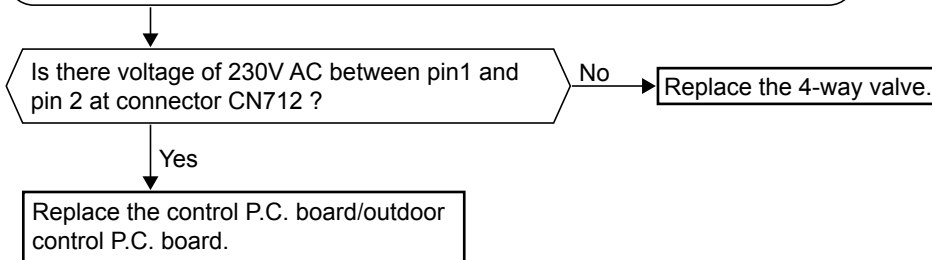 Is there voltage of 230V AC between pin1 and
pin 2 at connector CN712 ?
No
Replace the 4-way valve.
Yes
Replace the control P.C. board/outdoor
control P.C. board.